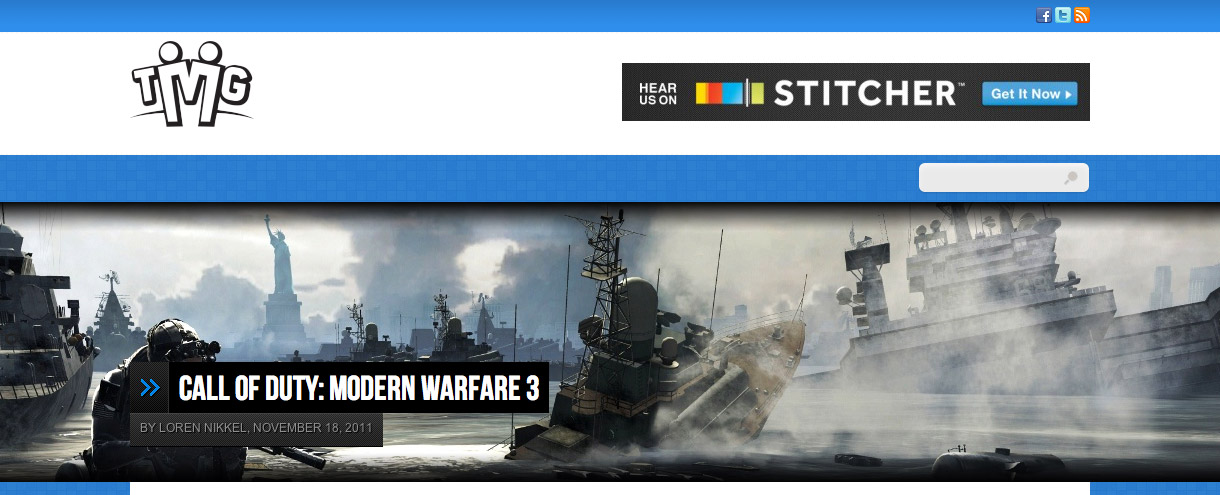 TMG
HEAR
US ON
STITCHER™
Get It Now
CALL OF DUTY: MODERN WARFARE 3
BY LOREN NIKKEL, NOVEMBER 18, 2011